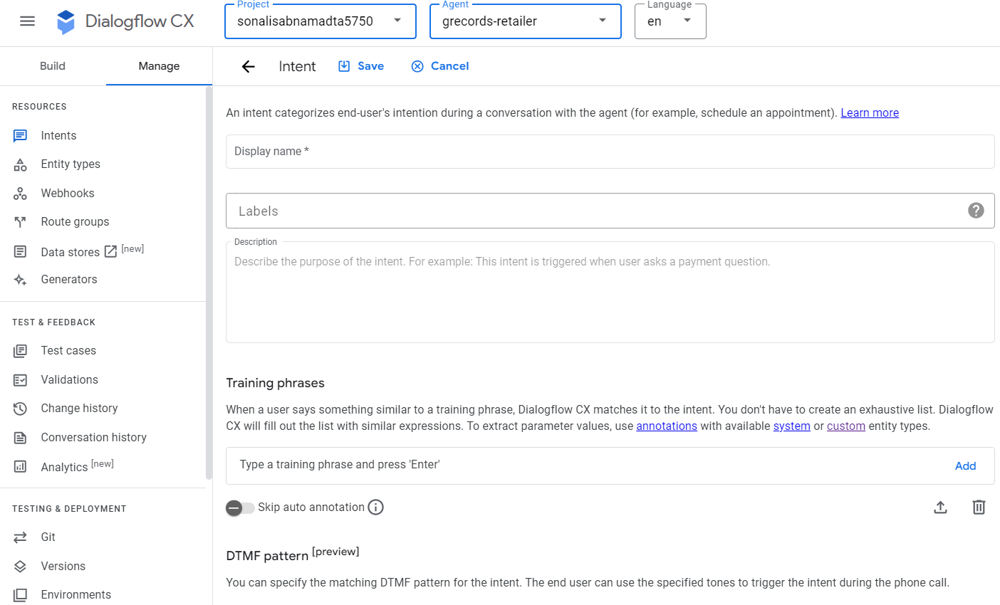 Dialogflow CX
Project
sonalisabnamadta5750
Agent
grecords-retailer
Language
en
Build
Manage
Intent
Save
Cancel
RESOURCES
Intents
Entity types
Webhooks
Route groups
Data stores [new]
Generators
TEST & FEEDBACK
Test cases
Validations
Change history
Conversation history
Analytics [new]
TESTING & DEPLOYMENT
Git
Versions
Environments
An intent categorizes end-user's intention during a conversation with the agent (for example, schedule an appointment). Learn more
Display name *
Labels
Description
Describe the purpose of the intent. For example: This intent is triggered when user asks a payment question.
Training phrases
When a user says something similar to a training phrase, Dialogflow CX matches it to the intent. You don't have to create an exhaustive list. Dialogflow
CX will fill out the list with similar expressions. To extract parameter values, use annotations with available system or custom entity types.
Type a training phrase and press 'Enter'
Add
Skip auto annotation
DTMF pattern [preview]
You can specify the matching DTMF pattern for the intent. The end user can use the specified tones to trigger the intent during the phone call.